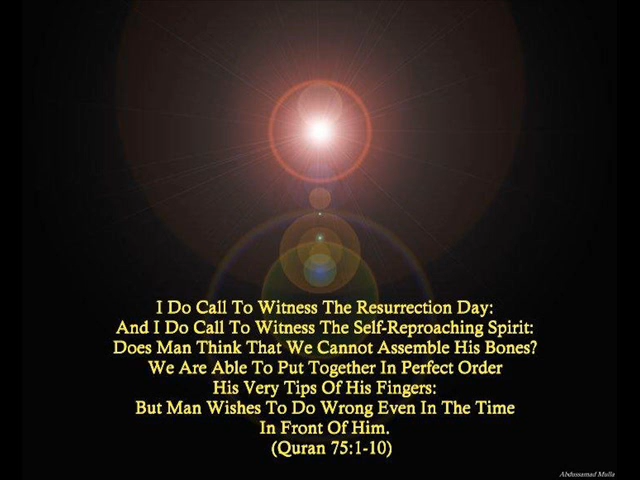 I Do Call To Witness The Resurrection Day:
And I Do Call To Witness The Self-Reproaching Spirit:
Does Man Think That We Cannot Assemble His Bones?
We Are Able To Put Together In Perfect Order
His Very Tips Of His Fingers:
But Man Wishes To Do Wrong Even In The Time
In Front Of Him.
(Quran 75:1-10)
Abdussamad Mulla